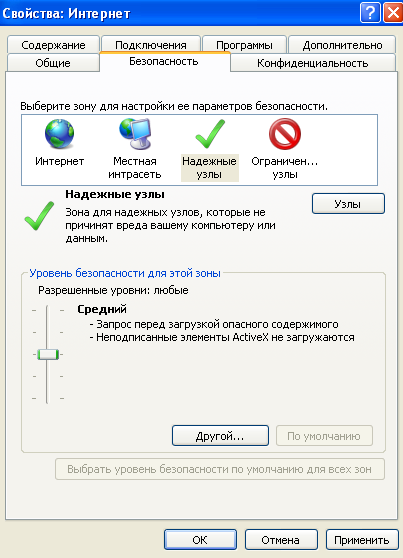 Свойства: Интернет
Содержание Подключения Программы Дополнительно
Общие Безопасность Конфиденциальность
Выберите зону для настройки ее параметров безопасности.
Интернет Местная интрасеть Надежные узлы Ограничен... узлы
Надежные узлы
Узлы
Зона для надежных узлов, которые не
причинят вреда вашему компьютеру или
данным.
Уровень безопасности для этой зоны
Разрешенные уровни: любые
Средний
- Запрос перед загрузкой опасного содержимого
- Неподписанные элементы ActiveX не загружаются
Другой... По умолчанию
Выбрать уровень безопасности по умолчанию для всех зон
OK Отмена Применить